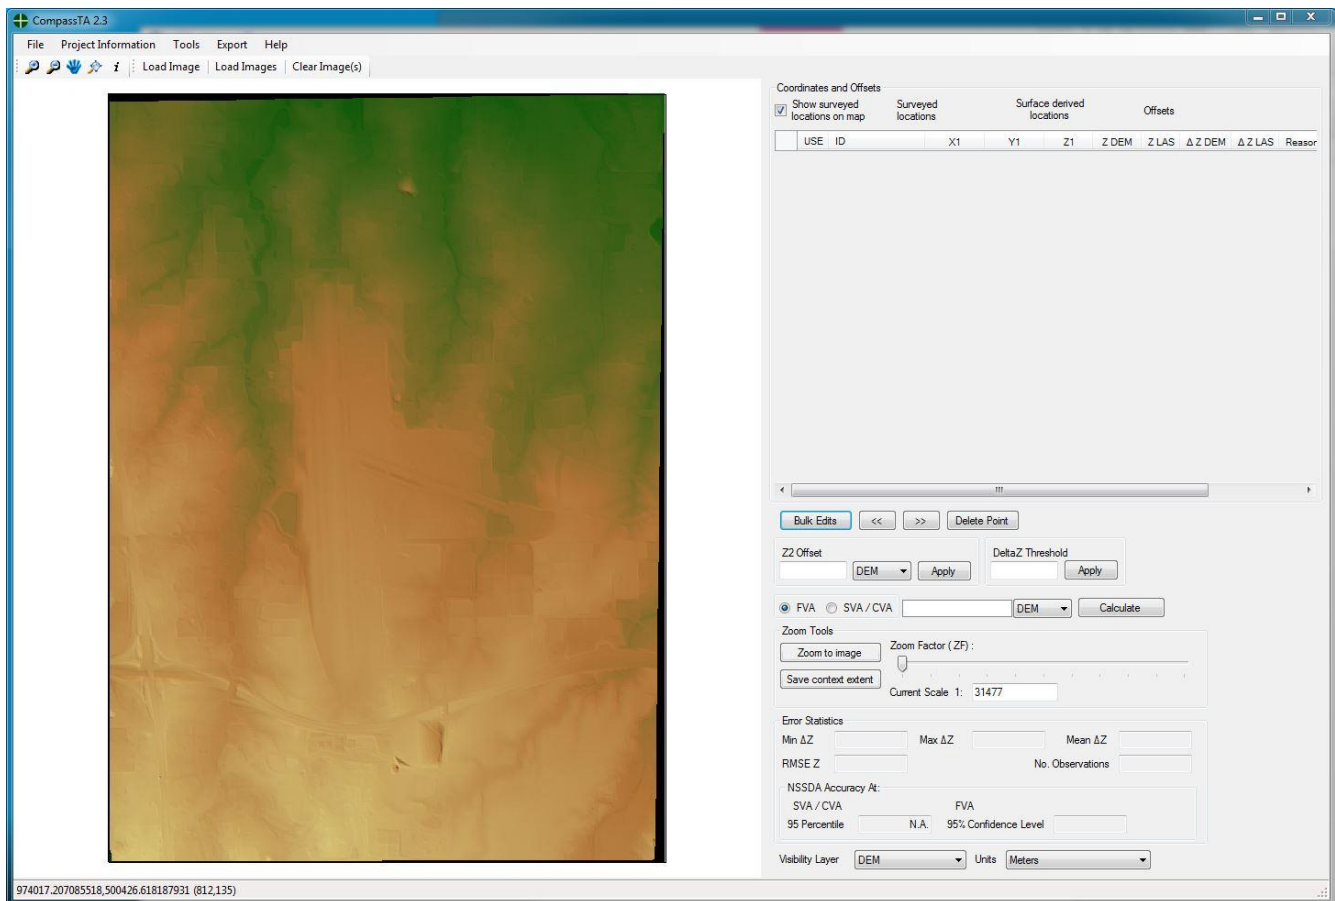 CompassTA 2.3
File Project Information Tools Export Help
i Load Image Load Images Clear Image(s)
Coordinates and Offsets
Show surveyed locations on map
Surveyed locations
Surface derived locations
Offsets
USE ID X1 Y1 Z1 Z DEM Z LAS Δ Z DEM Δ Z LAS Reasor
Bulk Edits << >> Delete Point
Z2 Offset DeltaZ Threshold
DEM Apply Apply
FVA SVA / CVA DEM Calculate
Zoom Tools
Zoom to image Zoom Factor ( ZF) :
Save context extent
Current Scale 1: 31477
Error Statistics
Min ΔZ Max ΔZ Mean ΔZ
RMSE Z No. Observations
NSSDA Accuracy At:
SVA / CVA FVA
95 Percentile N.A. 95% Confidence Level
Visibility Layer DEM Units Meters
974017.207085518,500426.618187931 (812,135)